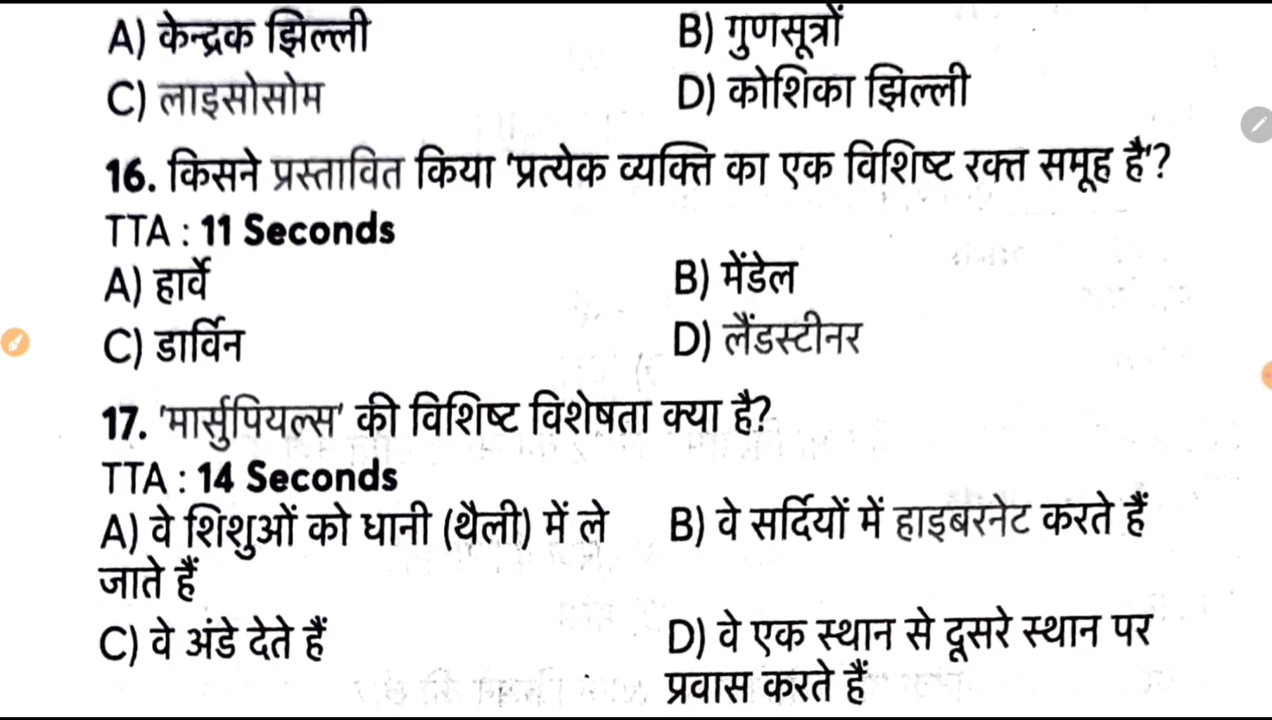 A) केन्द्रक झिल्ली B) गुणसूत्रों
C) लाइसोसोम D) कोशिका झिल्ली
16. किसने प्रस्तावित किया 'प्रत्येक व्यक्ति का एक विशिष्ट रक्त समूह है'?
TTA : 11 Seconds
A) हार्वे B) मेंडेल
C) डार्विन D) लैंडस्टीनर
17. 'मार्सुपियल्स' की विशिष्ट विशेषता क्या है?
TTA : 14 Seconds
A) वे शिशुओं को धानी (थैली) में ले B) वे सर्दियों में हाइबरनेट करते हैं
जाते हैं
C) वे अंडे देते हैं D) वे एक स्थान से दूसरे स्थान पर
प्रवास करते हैं